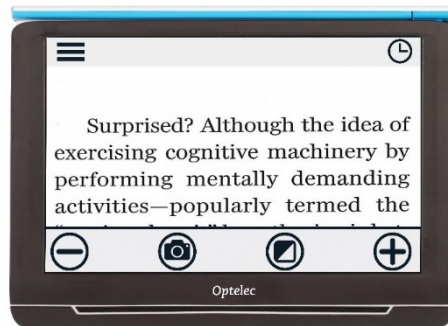 Surprised? Although the idea of
exercising cognitive machinery by
performing mentally demanding
activities—popularly termed the
Optelec